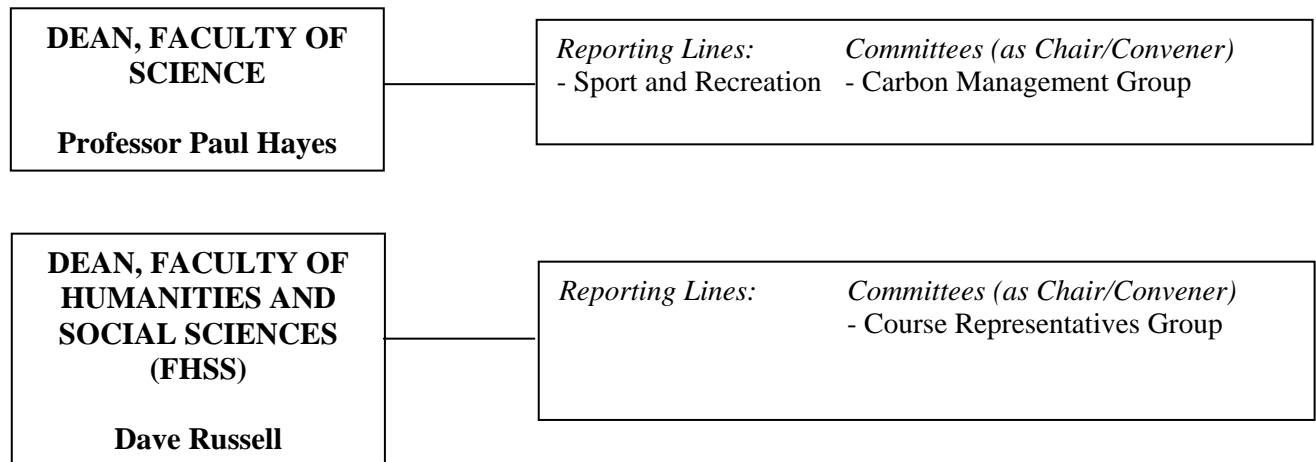 DEAN, FACULTY OF
SCIENCE
Professor Paul Hayes
Reporting Lines: Committees (as Chair/Convener)
- Sport and Recreation - Carbon Management Group
DEAN, FACULTY OF
HUMANITIES AND
SOCIAL SCIENCES
(FHSS)
Dave Russell
Reporting Lines: Committees (as Chair/Convener)
- Course Representatives Group